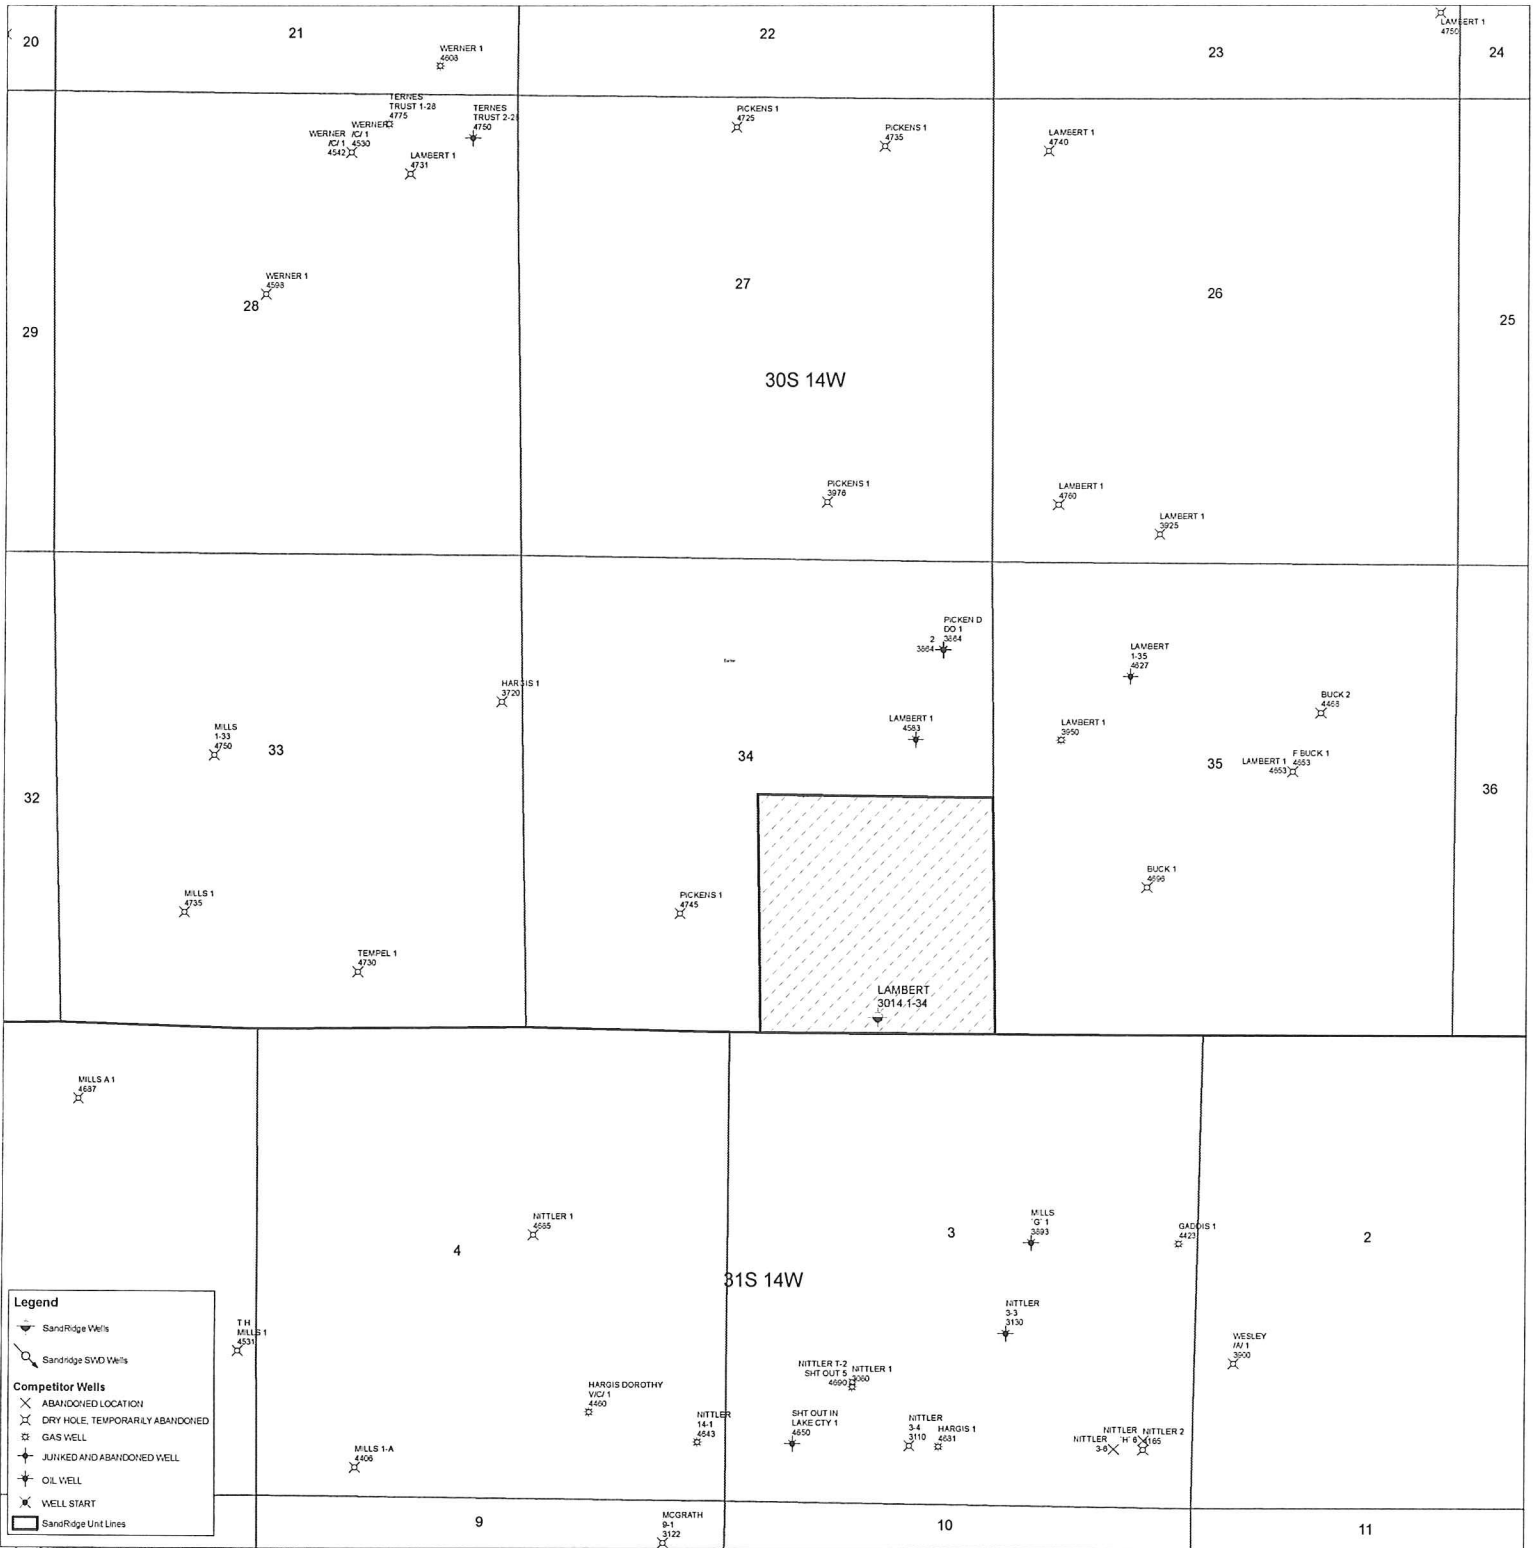 20
21
22
23
24
LAMBERT 1
4750
WERNER 1
4608
TERNES
TRUST 1-28
4775
TERNES
TRUST 2-2
4750
WERNER
/C/ 1
4530
WERNER
/C/ 1
4542
LAMBERT 1
4731
PICKENS 1
4725
PICKENS 1
4735
LAMBERT 1
4740
WERNER 1
4598
28
27
26
29
25
30S 14W
PICKENS 1
3976
LAMBERT 1
4760
LAMBERT 1
3925
PICKEN D
DO 1
3864
2
3864
LAMBERT
1-35
4627
HARGIS 1
3720
BUCK 2
4468
LAMBERT 1
4583
LAMBERT 1
3950
MILLS
1-33
4750
33
34
35
F BUCK 1
4653
LAMBERT 1
4653
32
36
BUCK 1
4696
MILLS 1
4735
PICKENS 1
4745
TEMPEL 1
4730
LAMBERT
3014 1-34
MILLS A 1
4687
NITTLER 1
4685
4
3
MILLS
'G' 1
3893
GADDIS 1
4423
2
31S 14W
NITTLER
3-3
3130
T H
MILLS 1
4531
WESLEY
/A/ 1
3900
NITTLER T-2
SHT OUT 5
4690
NITTLER 1
3060
HARGIS DOROTHY
V/C/ 1
4460
NITTLER
14-1
4643
SHT OUT IN
LAKE CTY 1
4650
NITTLER
3-4
3110
HARGIS 1
4681
NITTLER
3-6
NITTLER
'H' 6
NITTLER 2
4165
MILLS 1-A
4406
9
MCGRATH
9-1
3122
10
11
Legend
SandRidge Wells
Sandridge SWD Wells
Competitor Wells
ABANDONED LOCATION
DRY HOLE, TEMPORARILY ABANDONED
GAS WELL
JUNKED AND ABANDONED WELL
OIL WELL
WELL START
SandRidge Unit Lines